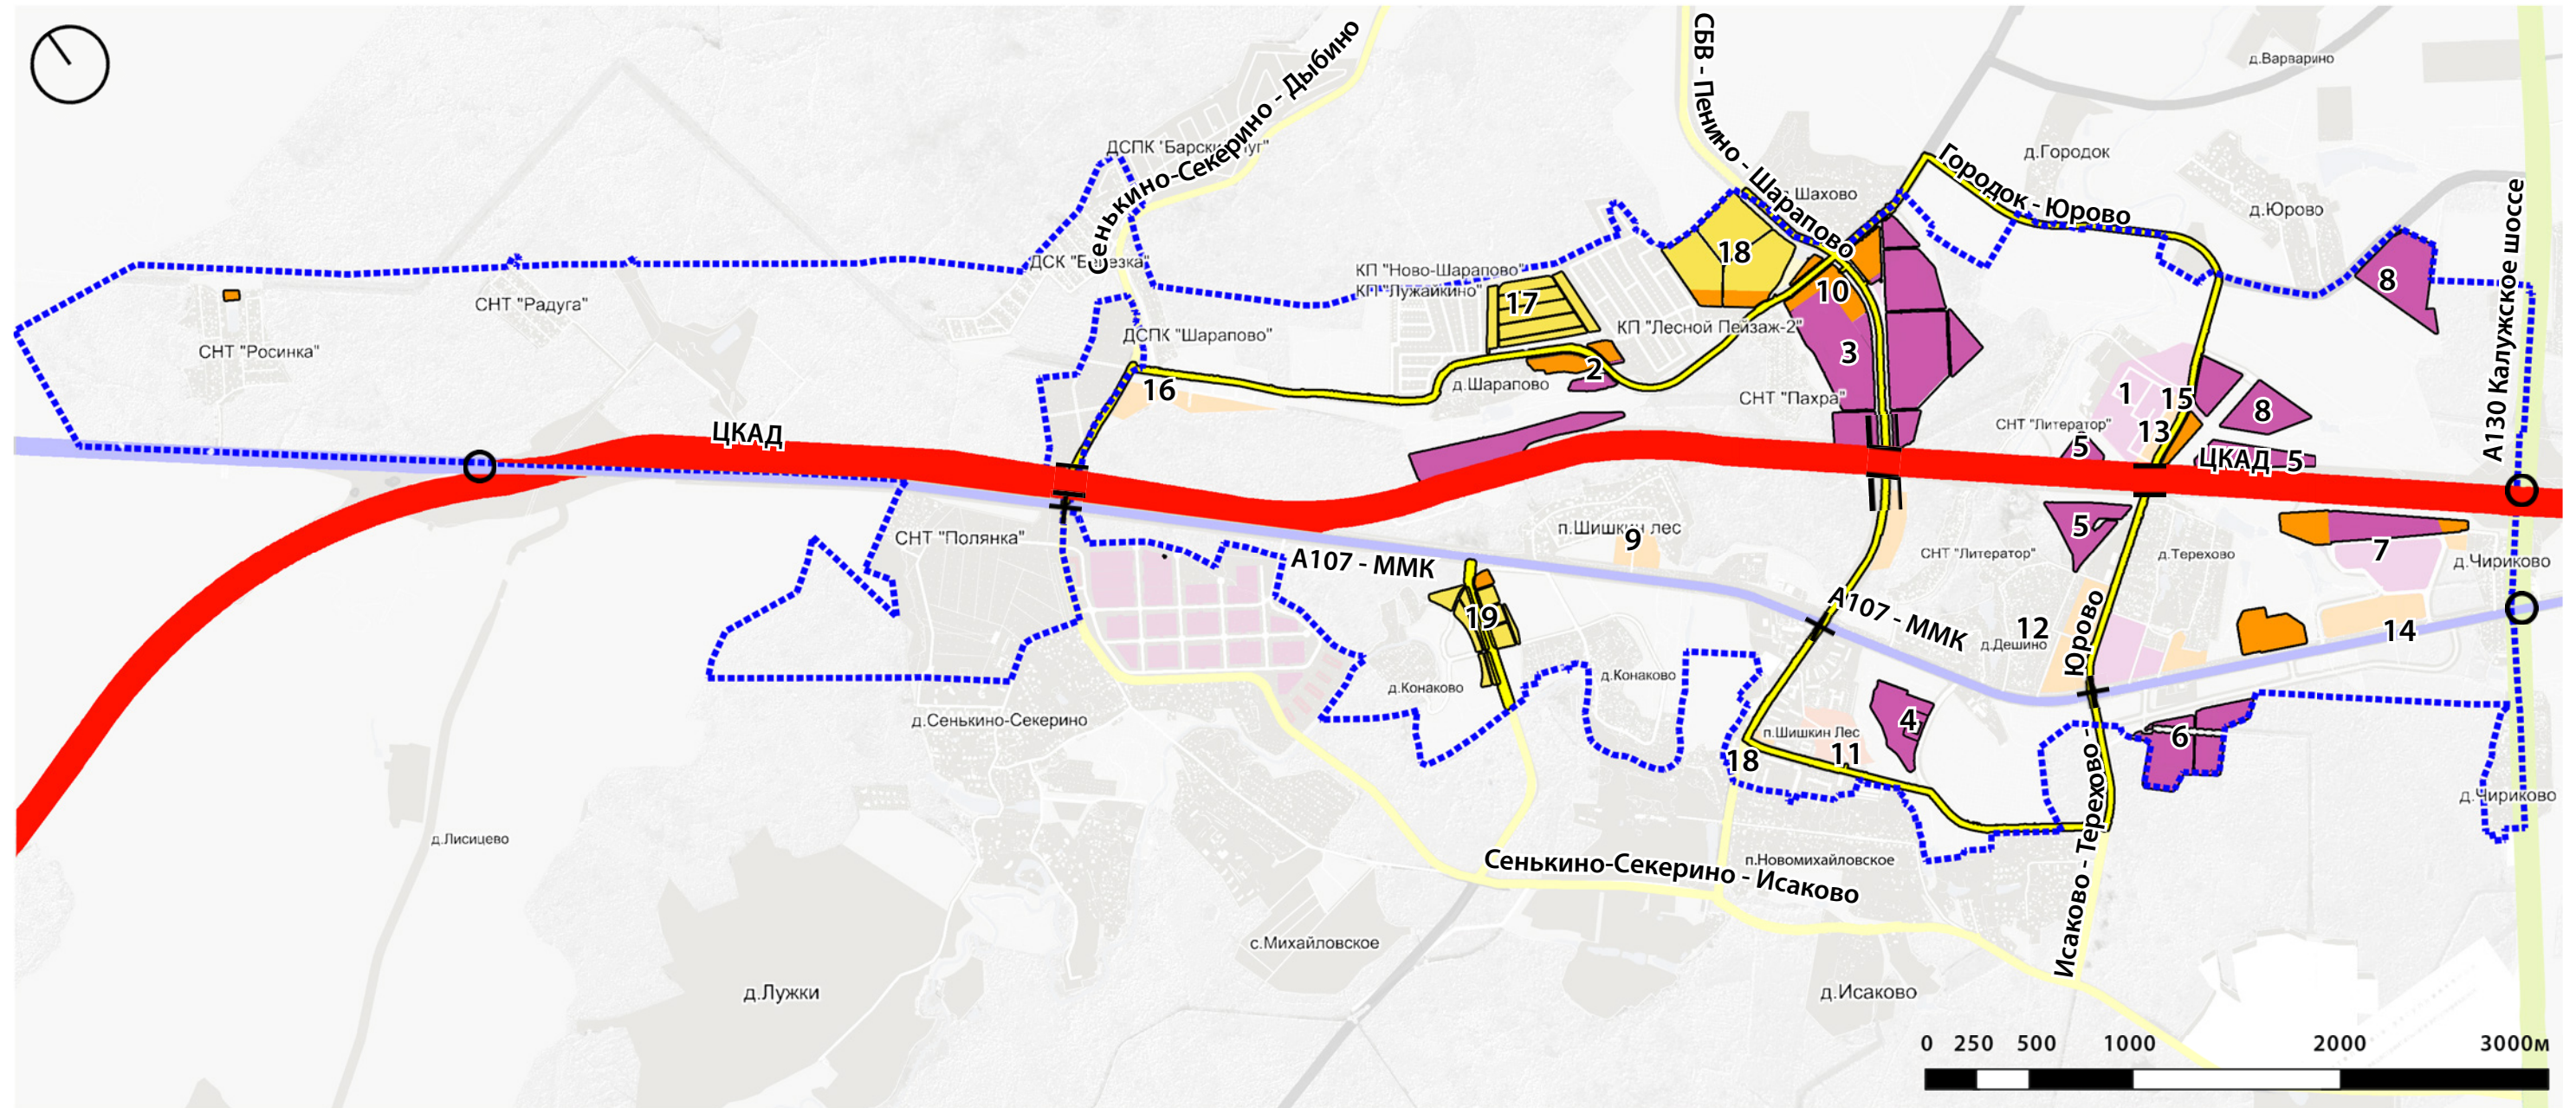 Сенькино-Секерино - Дыбино
СБВ - Пенино - Шарапово
д.Варварино
ДСПК "Барский луг"
Городок - Юрово
д.Городок
Шахово
А130 Калужское шоссе
д.Юрово
ДСК "Березка"
18
КП "Ново-Шарапово"
8
КП "Лужайкино"
10
17
СНТ "Радуга"
КП "Лесной Пейзаж-2"
ДСПК "Шарапово"
СНТ "Росинка"
3
2
д.Шарапово
16
СНТ "Пахра"
1
15
8
СНТ "Литератор"
ЦКАД
13
5
ЦКАД
5
п.Шишкин лес
5
СНТ "Полянка"
9
СНТ "Литератор"
д.Терехово
7
д.Чириково
А107 - ММК
А107 - ММК
19
12
д.Дешино
Юрово
14
д.Конаково
д.Конаково
д.Сенькино-Секерино
4
п.Шишкин Лес
6
18
11
д.Чириково
д.Лисицево
Исаково - Терехово -
Сенькино-Секерино - Исаково
п.Новомихайловское
с.Михайловское
д.Лужки
д.Исаково
0 250 500 1000 2000 3000м